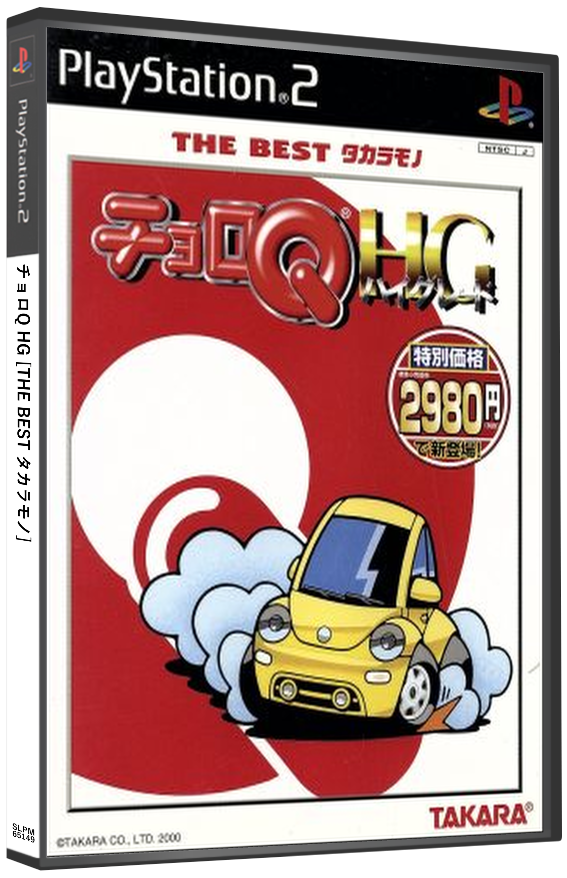 PlayStation®2
NTSC J
THE BEST タカラモノ
チョロQ® HG
ハイグレード
特別価格
2980円
で新登場!
TAKARA®
©TAKARA CO., LTD. 2000
PlayStation®2
チョロQ HG [THE BEST タカラモノ]
SLPM
65149